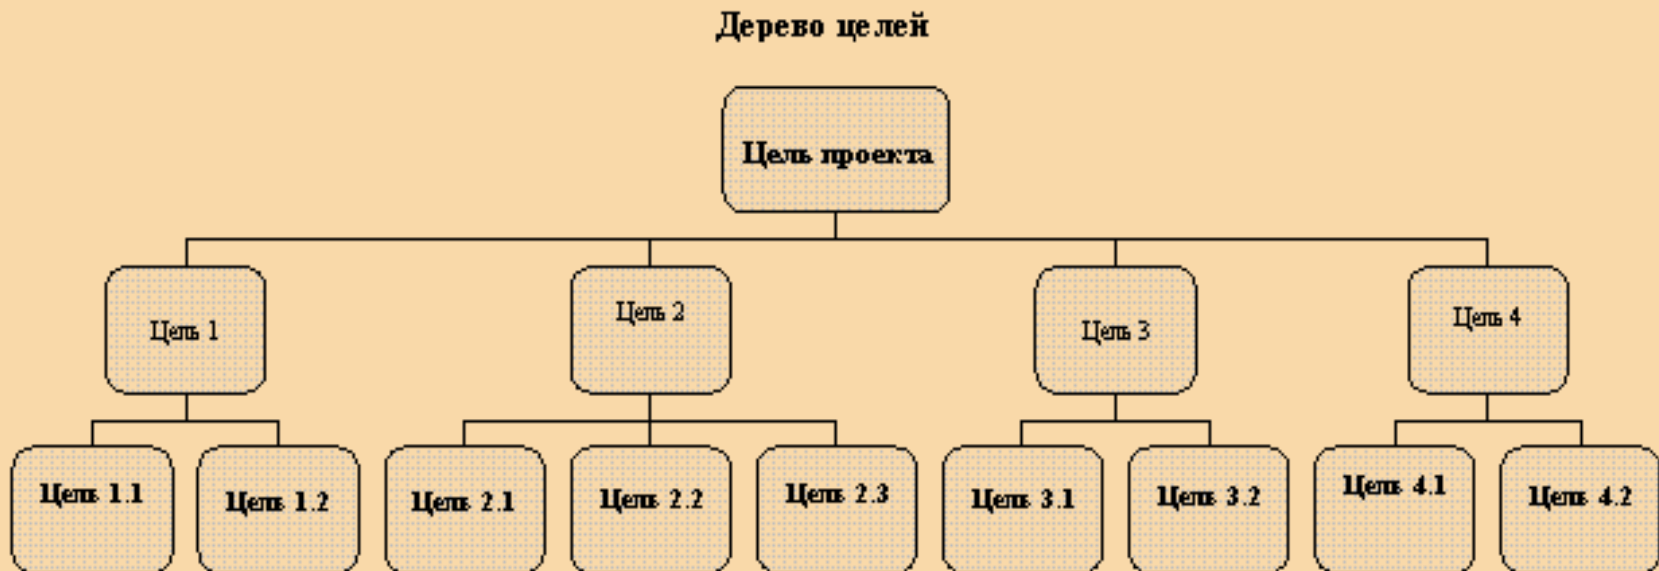 Дерево целей
Цель проекта
Цель 1
Цель 2
Цель 3
Цель 4
Цель 1.1
Цель 1.2
Цель 2.1
Цель 2.2
Цель 2.3
Цель 3.1
Цель 3.2
Цель 4.1
Цель 4.2